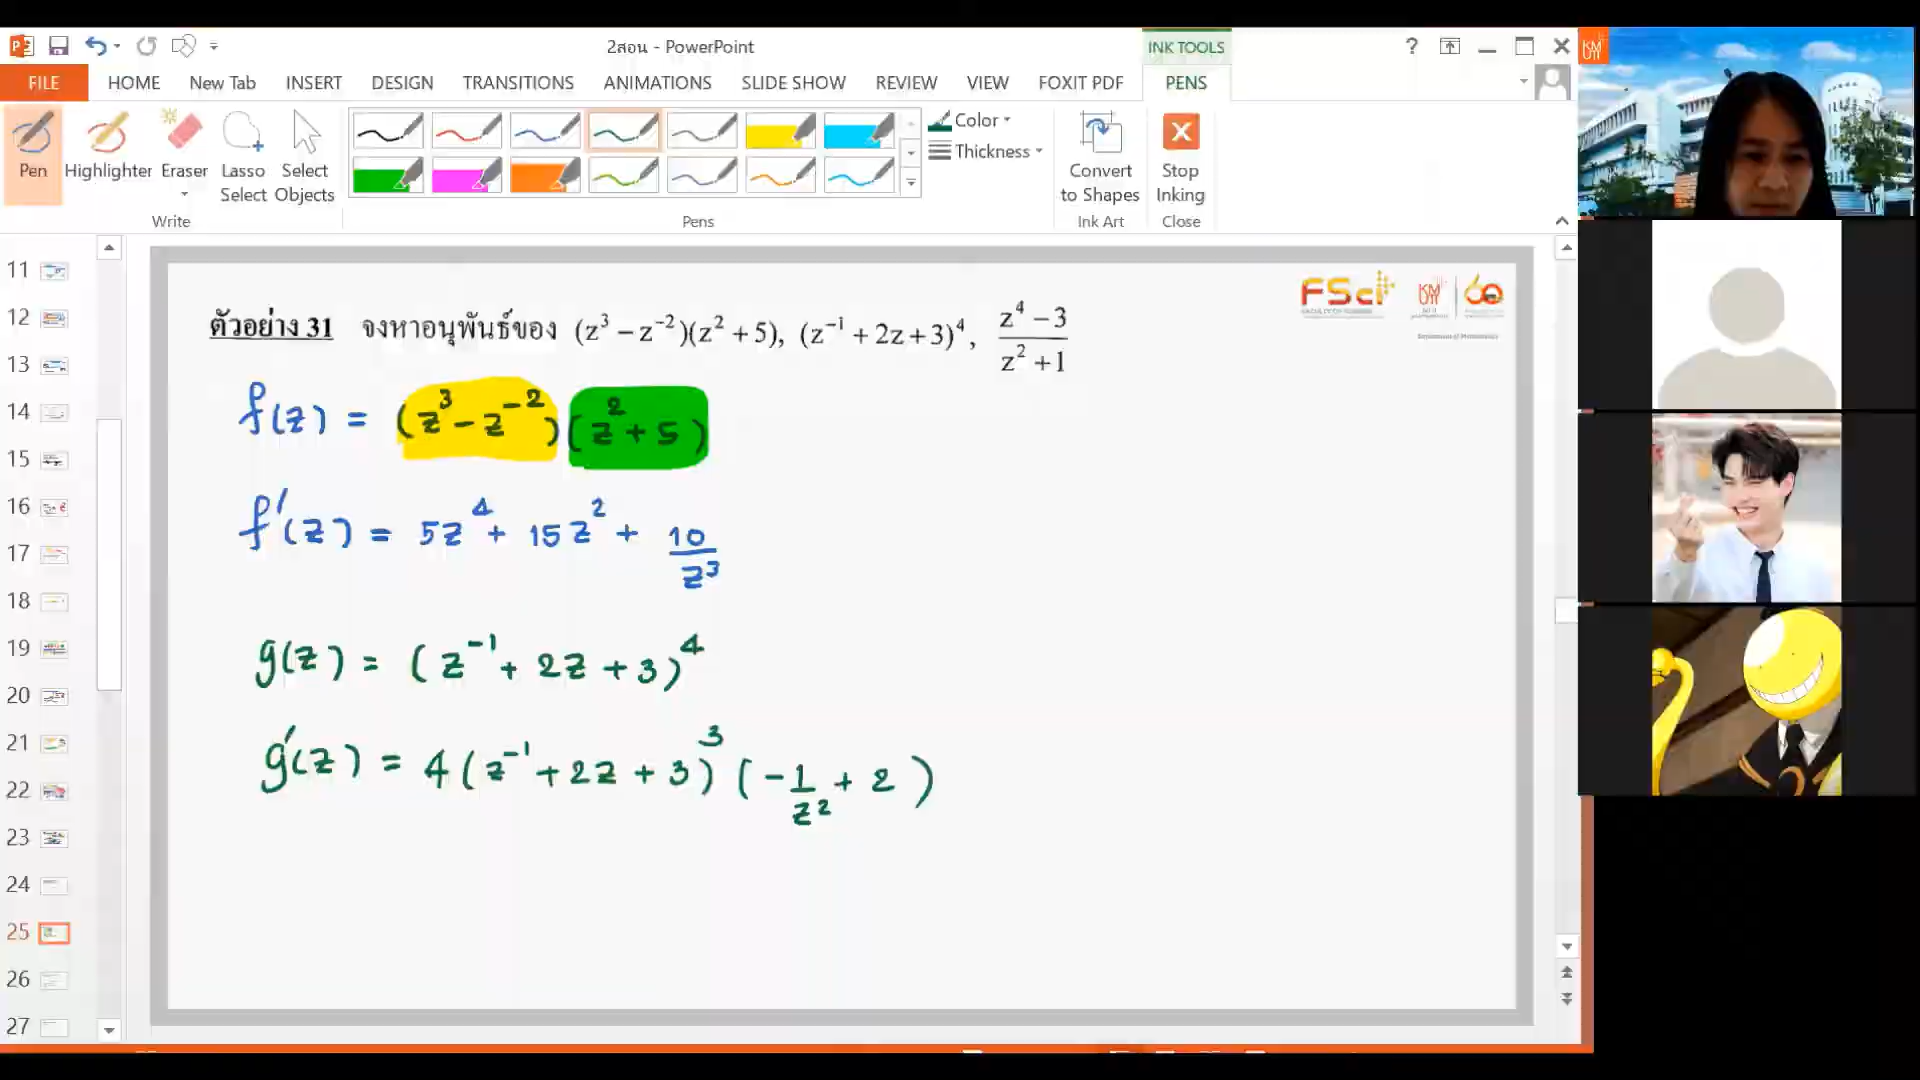 2สอน - PowerPoint
INK TOOLS
?
FILE HOME New Tab INSERT DESIGN TRANSITIONS ANIMATIONS SLIDE SHOW REVIEW VIEW FOXIT PDF PENS
Pen
Highlighter
Eraser
Lasso Select
Select Objects
Color
Thickness
Convert to Shapes
Stop Inking
Write
Pens
Ink Art
Close
11
12
13
14
15
16
17
18
19
20
21
22
23
24
25
26
27
FSci
KMUTT
60
ตัวอย่าง 31 จงหาอนุพันธ์ของ (z³ − z⁻²)(z² + 5), (z⁻¹ + 2z + 3)⁴, (z⁴ − 3)/(z² + 1)
f(z) = (z³ − z⁻²)(z² + 5)
f'(z) = 5z⁴ + 15z² + 10/z³
g(z) = (z⁻¹ + 2z + 3)⁴
g'(z) = 4(z⁻¹ + 2z + 3)³(−1/z² + 2)